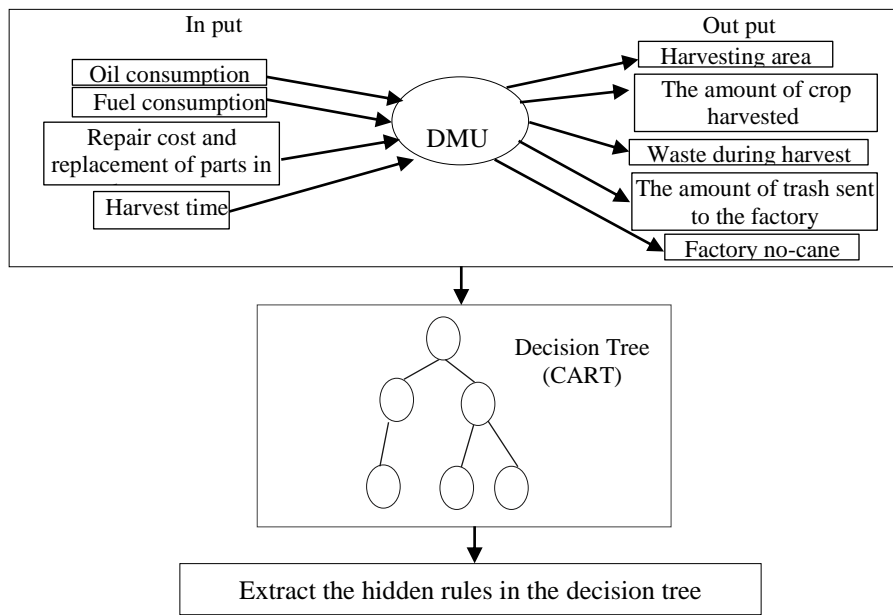 In put
Out put
Oil consumption
Fuel consumption
Repair cost and
replacement of parts in
Harvest time
DMU
Harvesting area
The amount of crop
harvested
Waste during harvest
The amount of trash sent
to the factory
Factory no-cane
Decision Tree
(CART)
Extract the hidden rules in the decision tree